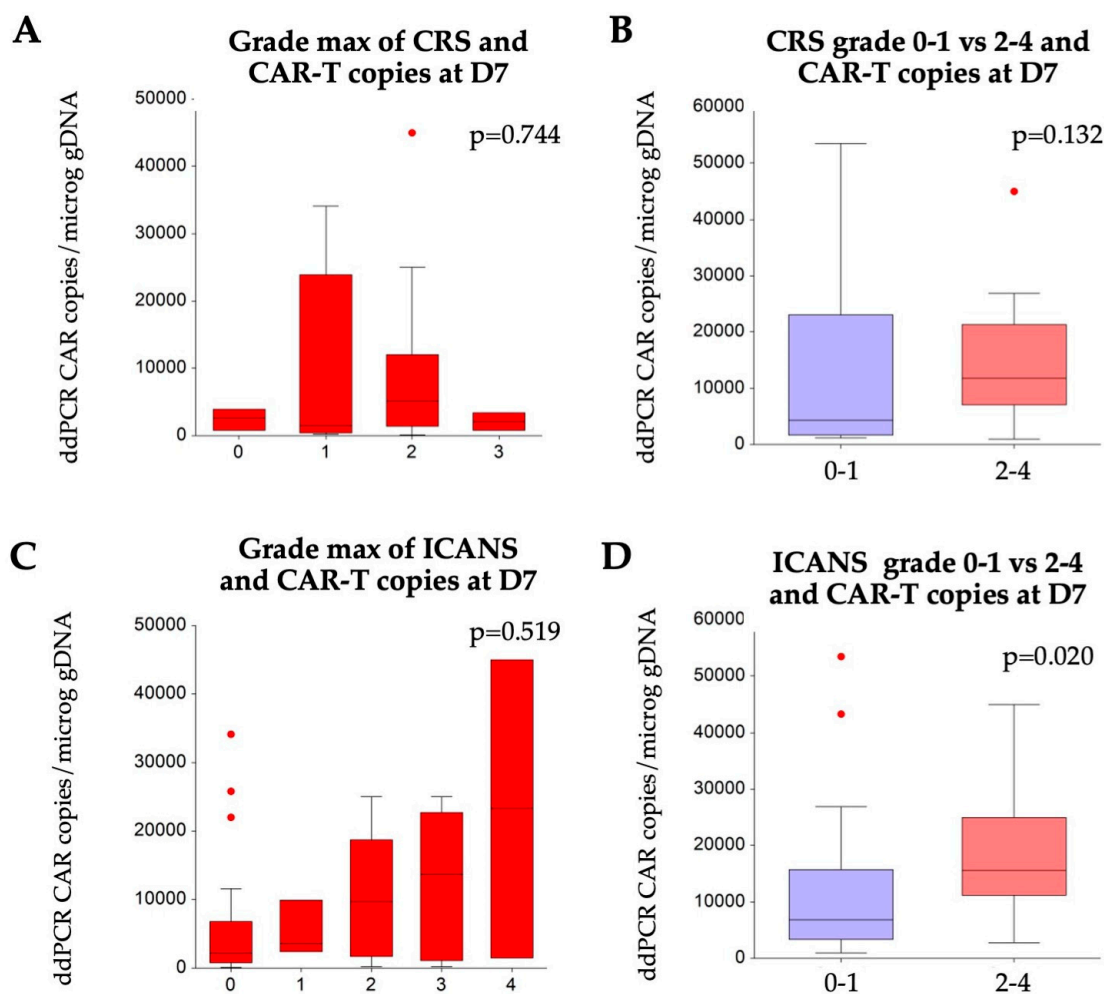 A
Grade max of CRS and
CAR-T copies at D7
ddPCR CAR copies/microg gDNA
50000
40000
30000
20000
10000
0
p=0.744
0 1 2 3
B
CRS grade 0-1 vs 2-4 and
CAR-T copies at D7
ddPCR CAR copies/microg gDNA
60000
50000
40000
30000
20000
10000
0
p=0.132
0-1 2-4
C
Grade max of ICANS
and CAR-T copies at D7
ddPCR CAR copies/microg gDNA
50000
40000
30000
20000
10000
0
p=0.519
0 1 2 3 4
D
ICANS grade 0-1 vs 2-4
and CAR-T copies at D7
ddPCR CAR copies/microg gDNA
60000
50000
40000
30000
20000
10000
0
p=0.020
0-1 2-4